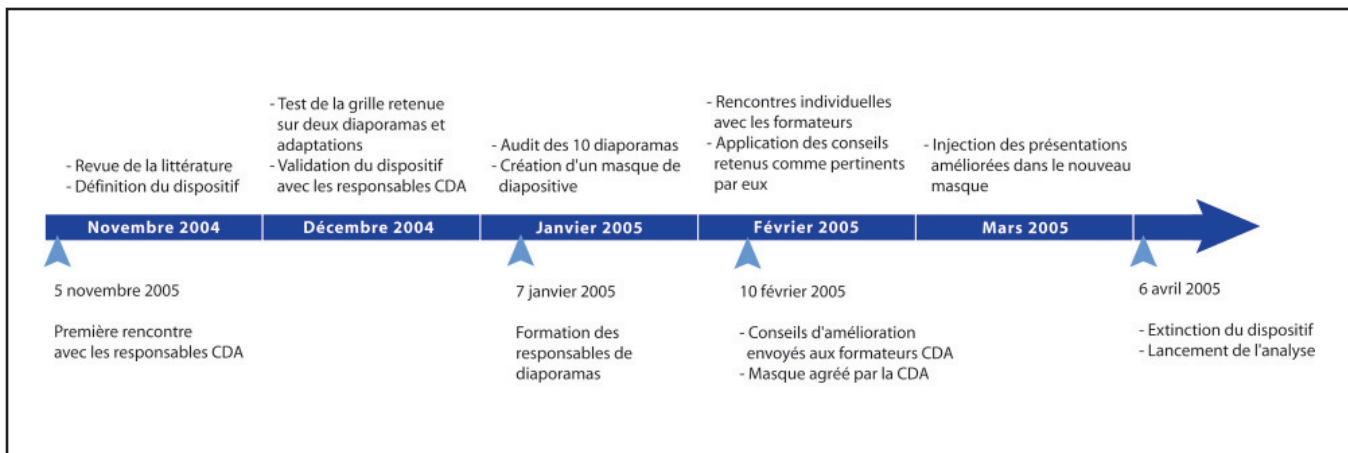 - Revue de la littérature
- Définition du dispositif
- Test de la grille retenue
sur deux diaporamas et
adaptations
- Validation du dispositif
avec les responsables CDA
- Audit des 10 diaporamas
- Création d'un masque de
diapositive
- Rencontres individuelles
avec les formateurs
- Application des conseils
retenus comme pertinents
par eux
- Injection des présentations
améliorées dans le nouveau
masque
Novembre 2004
Décembre 2004
Janvier 2005
Février 2005
Mars 2005
5 novembre 2005
Première rencontre
avec les responsables CDA
7 janvier 2005
Formation des
responsables de
diaporamas
10 février 2005
- Conseils d'amélioration
envoyés aux formateurs CDA
- Masque agréé par la CDA
6 avril 2005
- Extinction du dispositif
- Lancement de l'analyse